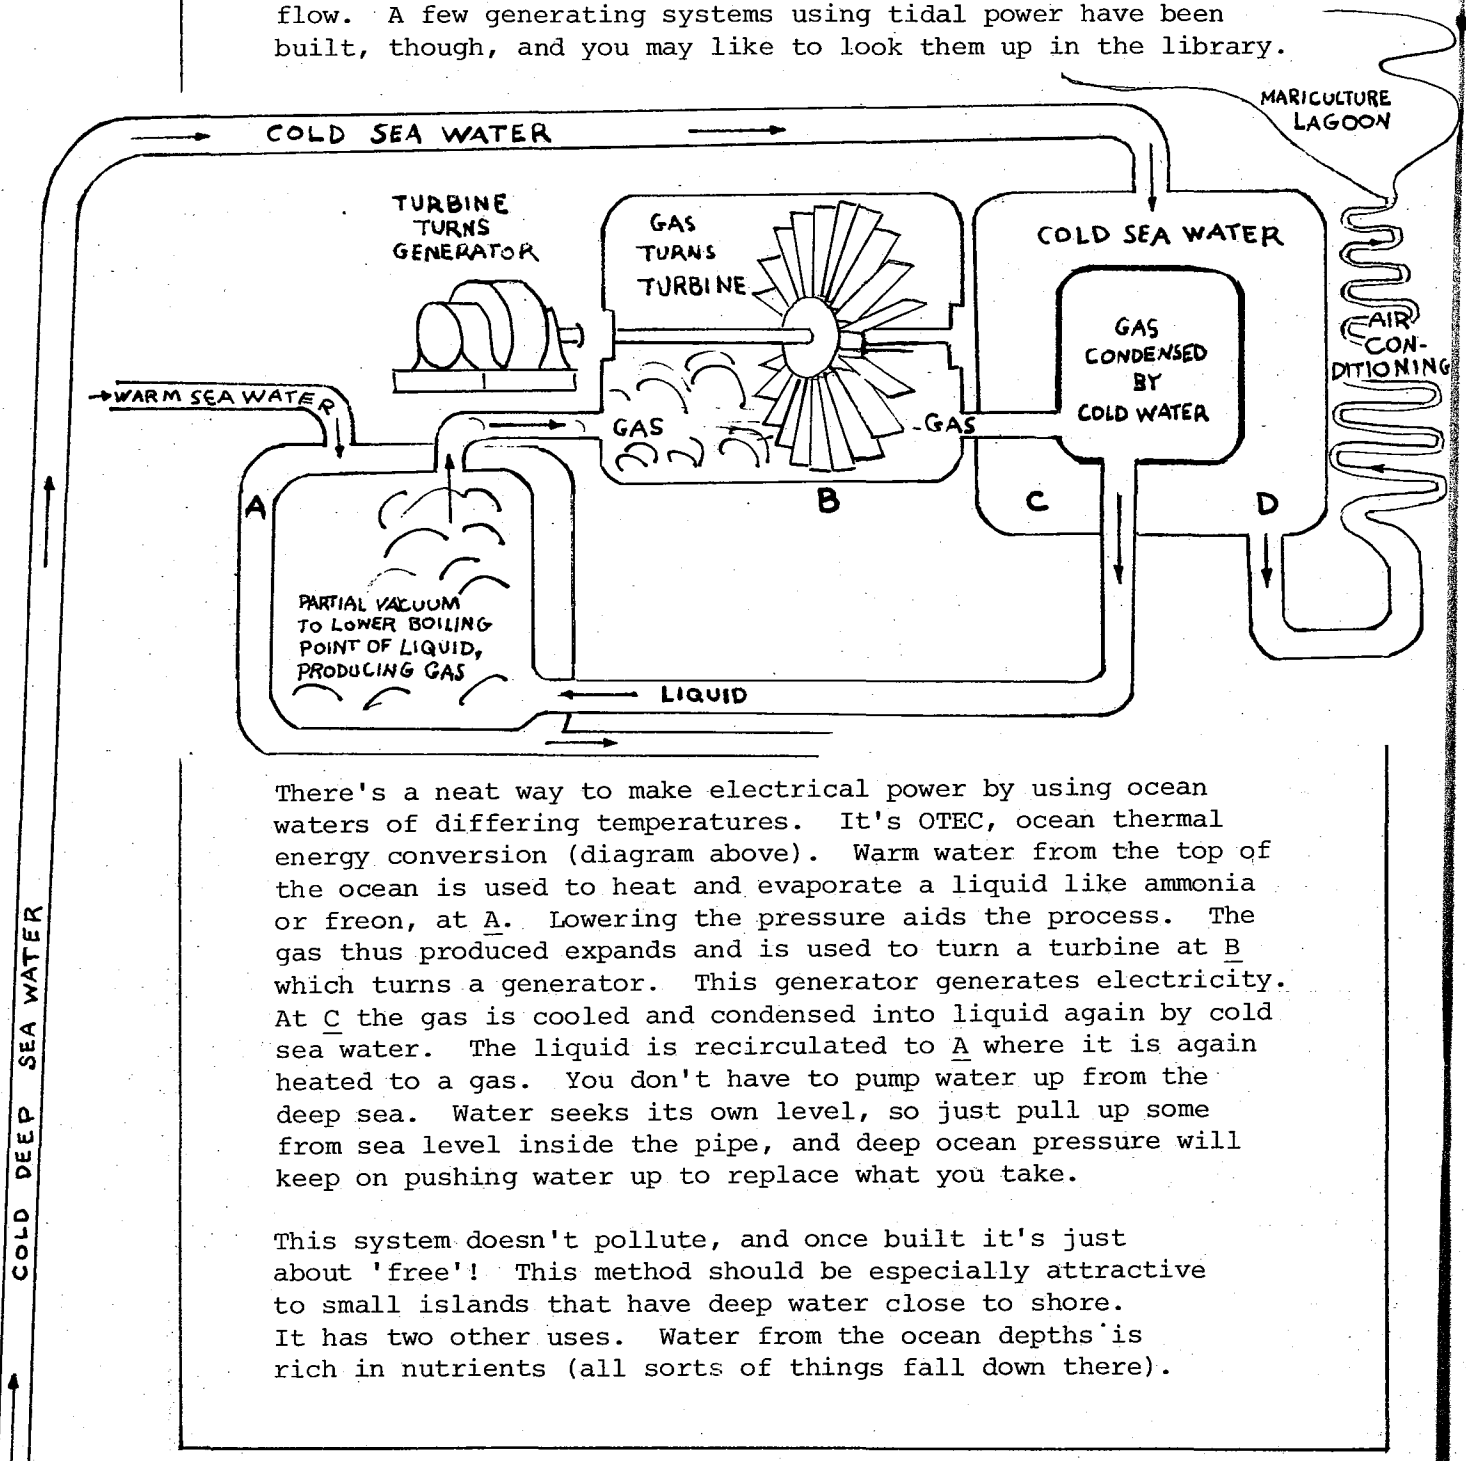 flow. A few generating systems using tidal power have been
built, though, and you may like to look them up in the library.
MARICULTURE
LAGOON
COLD SEA WATER
TURBINE
TURNS
GENERATOR
GAS
TURNS
TURBINE
COLD SEA WATER
GAS
CONDENSED
BY
COLD WATER
AIR
CON-
DITIONING
WARM SEA WATER
GAS
GAS
A
B
C
D
PARTIAL VACUUM
TO LOWER BOILING
POINT OF LIQUID,
PRODUCING GAS
LIQUID
COLD DEEP SEA WATER
There's a neat way to make electrical power by using ocean
waters of differing temperatures. It's OTEC, ocean thermal
energy conversion (diagram above). Warm water from the top of
the ocean is used to heat and evaporate a liquid like ammonia
or freon, at A. Lowering the pressure aids the process. The
gas thus produced expands and is used to turn a turbine at B
which turns a generator. This generator generates electricity.
At C the gas is cooled and condensed into liquid again by cold
sea water. The liquid is recirculated to A where it is again
heated to a gas. You don't have to pump water up from the
deep sea. Water seeks its own level, so just pull up some
from sea level inside the pipe, and deep ocean pressure will
keep on pushing water up to replace what you take.
This system doesn't pollute, and once built it's just
about 'free'! This method should be especially attractive
to small islands that have deep water close to shore.
It has two other uses. Water from the ocean depths is
rich in nutrients (all sorts of things fall down there).